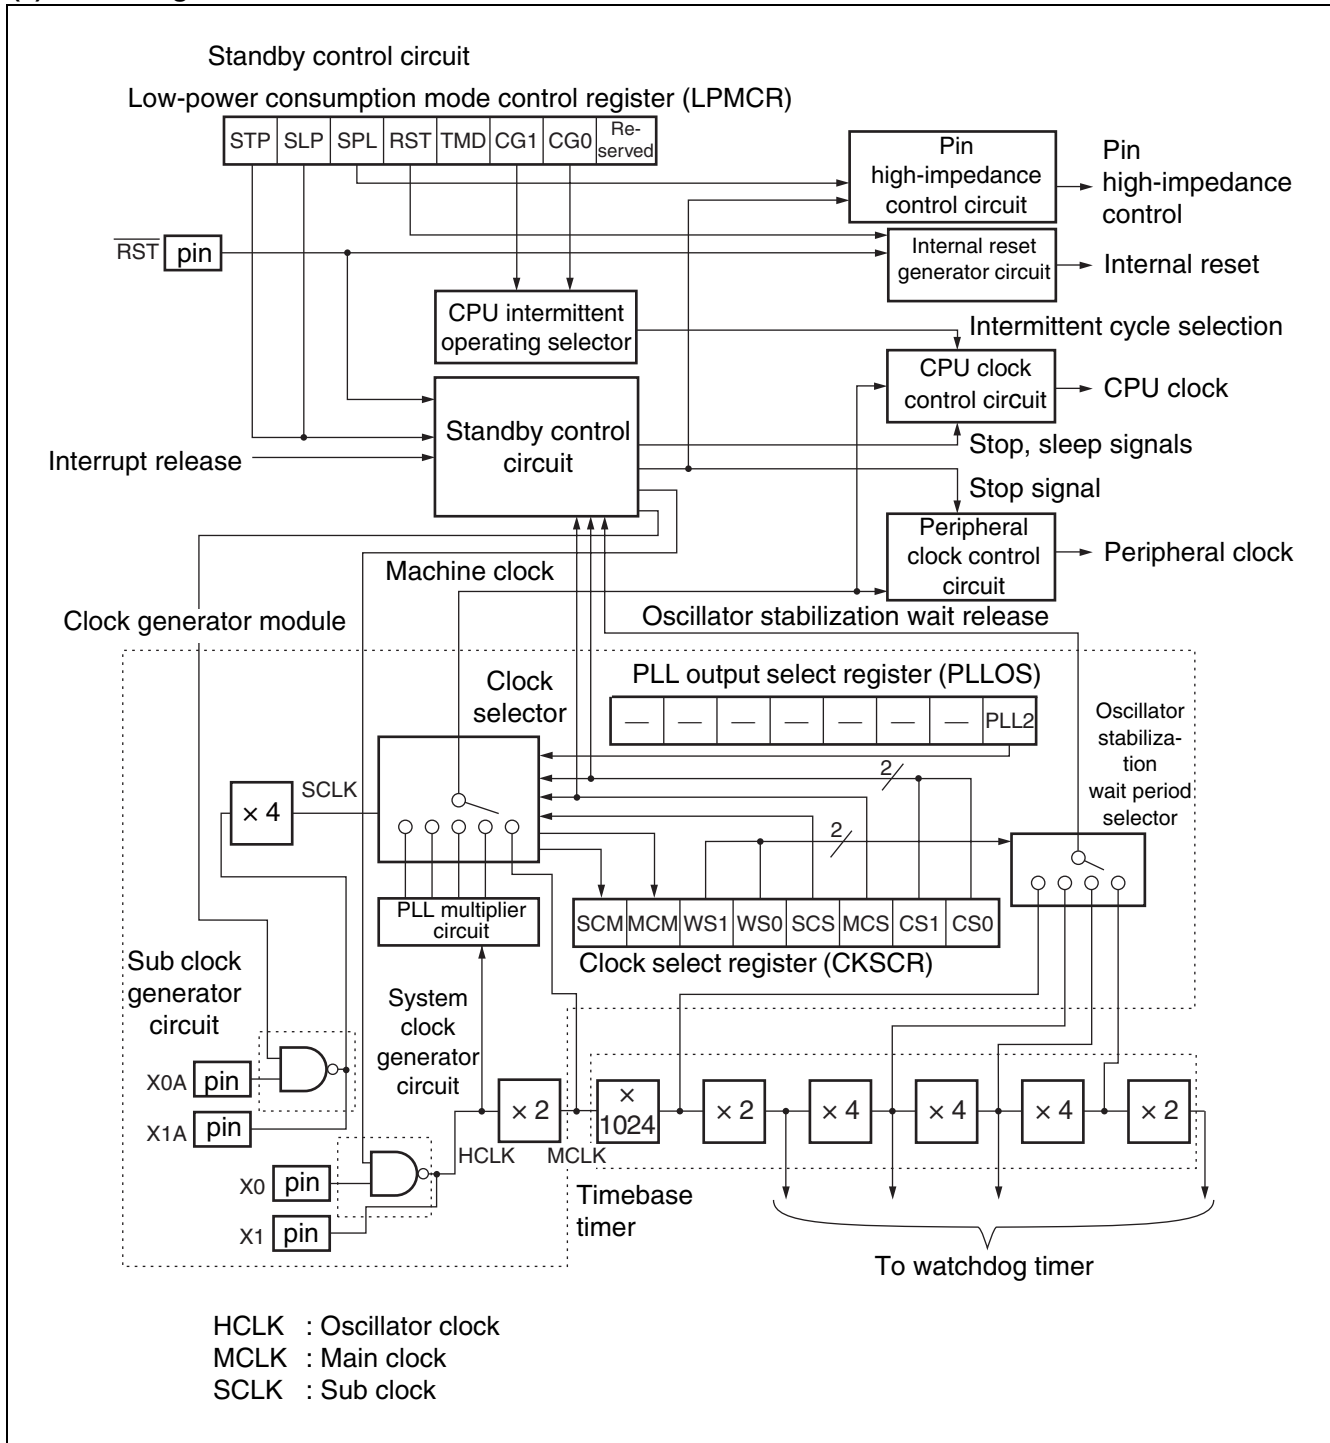 Standby control circuit
Low-power consumption mode control register (LPMCR)
STP SLP SPL RST TMD CG1 CG0 Re-
served
Pin
high-impedance
control circuit
Pin
high-impedance
control
RST pin
Internal reset
generator circuit
Internal reset
CPU intermittent
operating selector
Intermittent cycle selection
CPU clock
control circuit
CPU clock
Standby control
circuit
Stop, sleep signals
Interrupt release
Stop signal
Peripheral
clock control
circuit
Peripheral clock
Machine clock
Clock generator module
Oscillator stabilization wait release
PLL output select register (PLLOS)
— — — — — — — PLL2
Clock
selector
Oscillator
stabiliza-
tion
wait period
selector
2
SCLK
× 4
2
PLL multiplier
circuit
SCM MCM WS1 WS0 SCS MCS CS1 CS0
Clock select register (CKSCR)
Sub clock
generator
circuit
System
clock
generator
circuit
X0A pin
X1A pin
× 2
×
1024
× 2
× 4
× 4
× 4
× 2
HCLK
MCLK
X0 pin
X1 pin
Timebase
timer
To watchdog timer
HCLK : Oscillator clock
MCLK : Main clock
SCLK : Sub clock